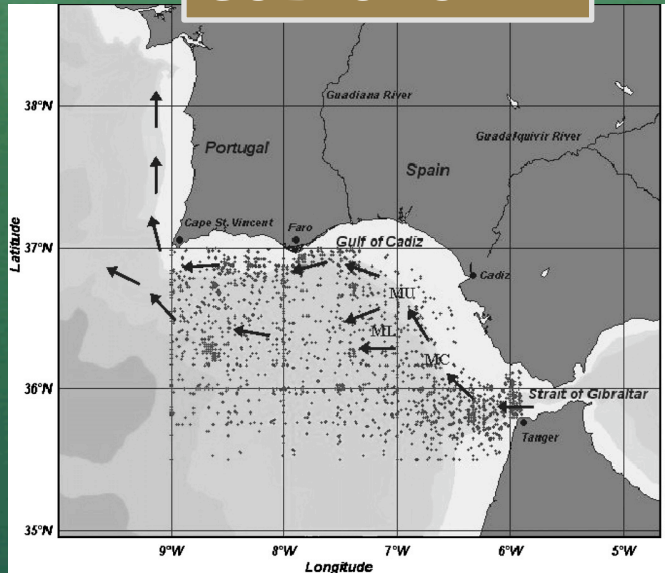 38°N
37°N
36°N
35°N
Latitude
Guadiana River
Guadalquivir River
Portugal
Spain
Cape St. Vincent
Faro
Gulf of Cadiz
Cadiz
MU
ML
MC
Strait of Gibraltar
Tanger
9°W 8°W 7°W 6°W 5°W
Longitude